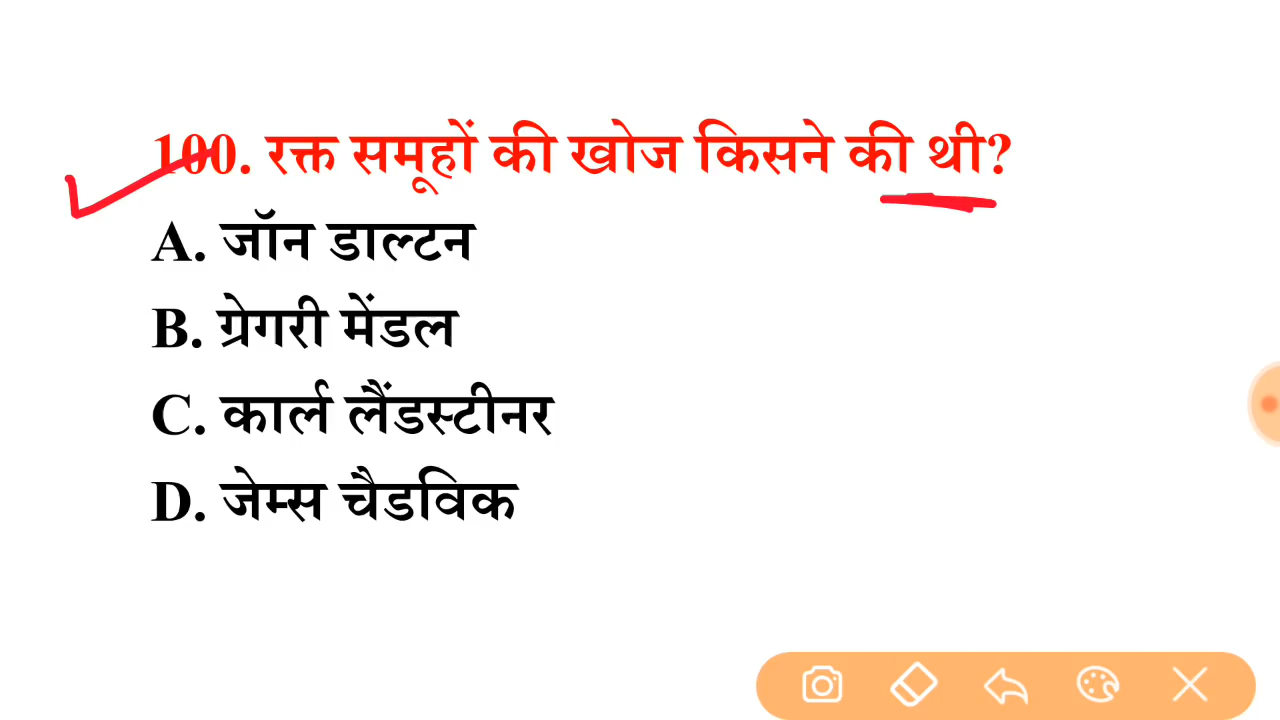 100. रक्त समूहों की खोज किसने की थी?
A. जॉन डाल्टन
B. ग्रेगरी मेंडल
C. कार्ल लैंडस्टीनर
D. जेम्स चैडविक